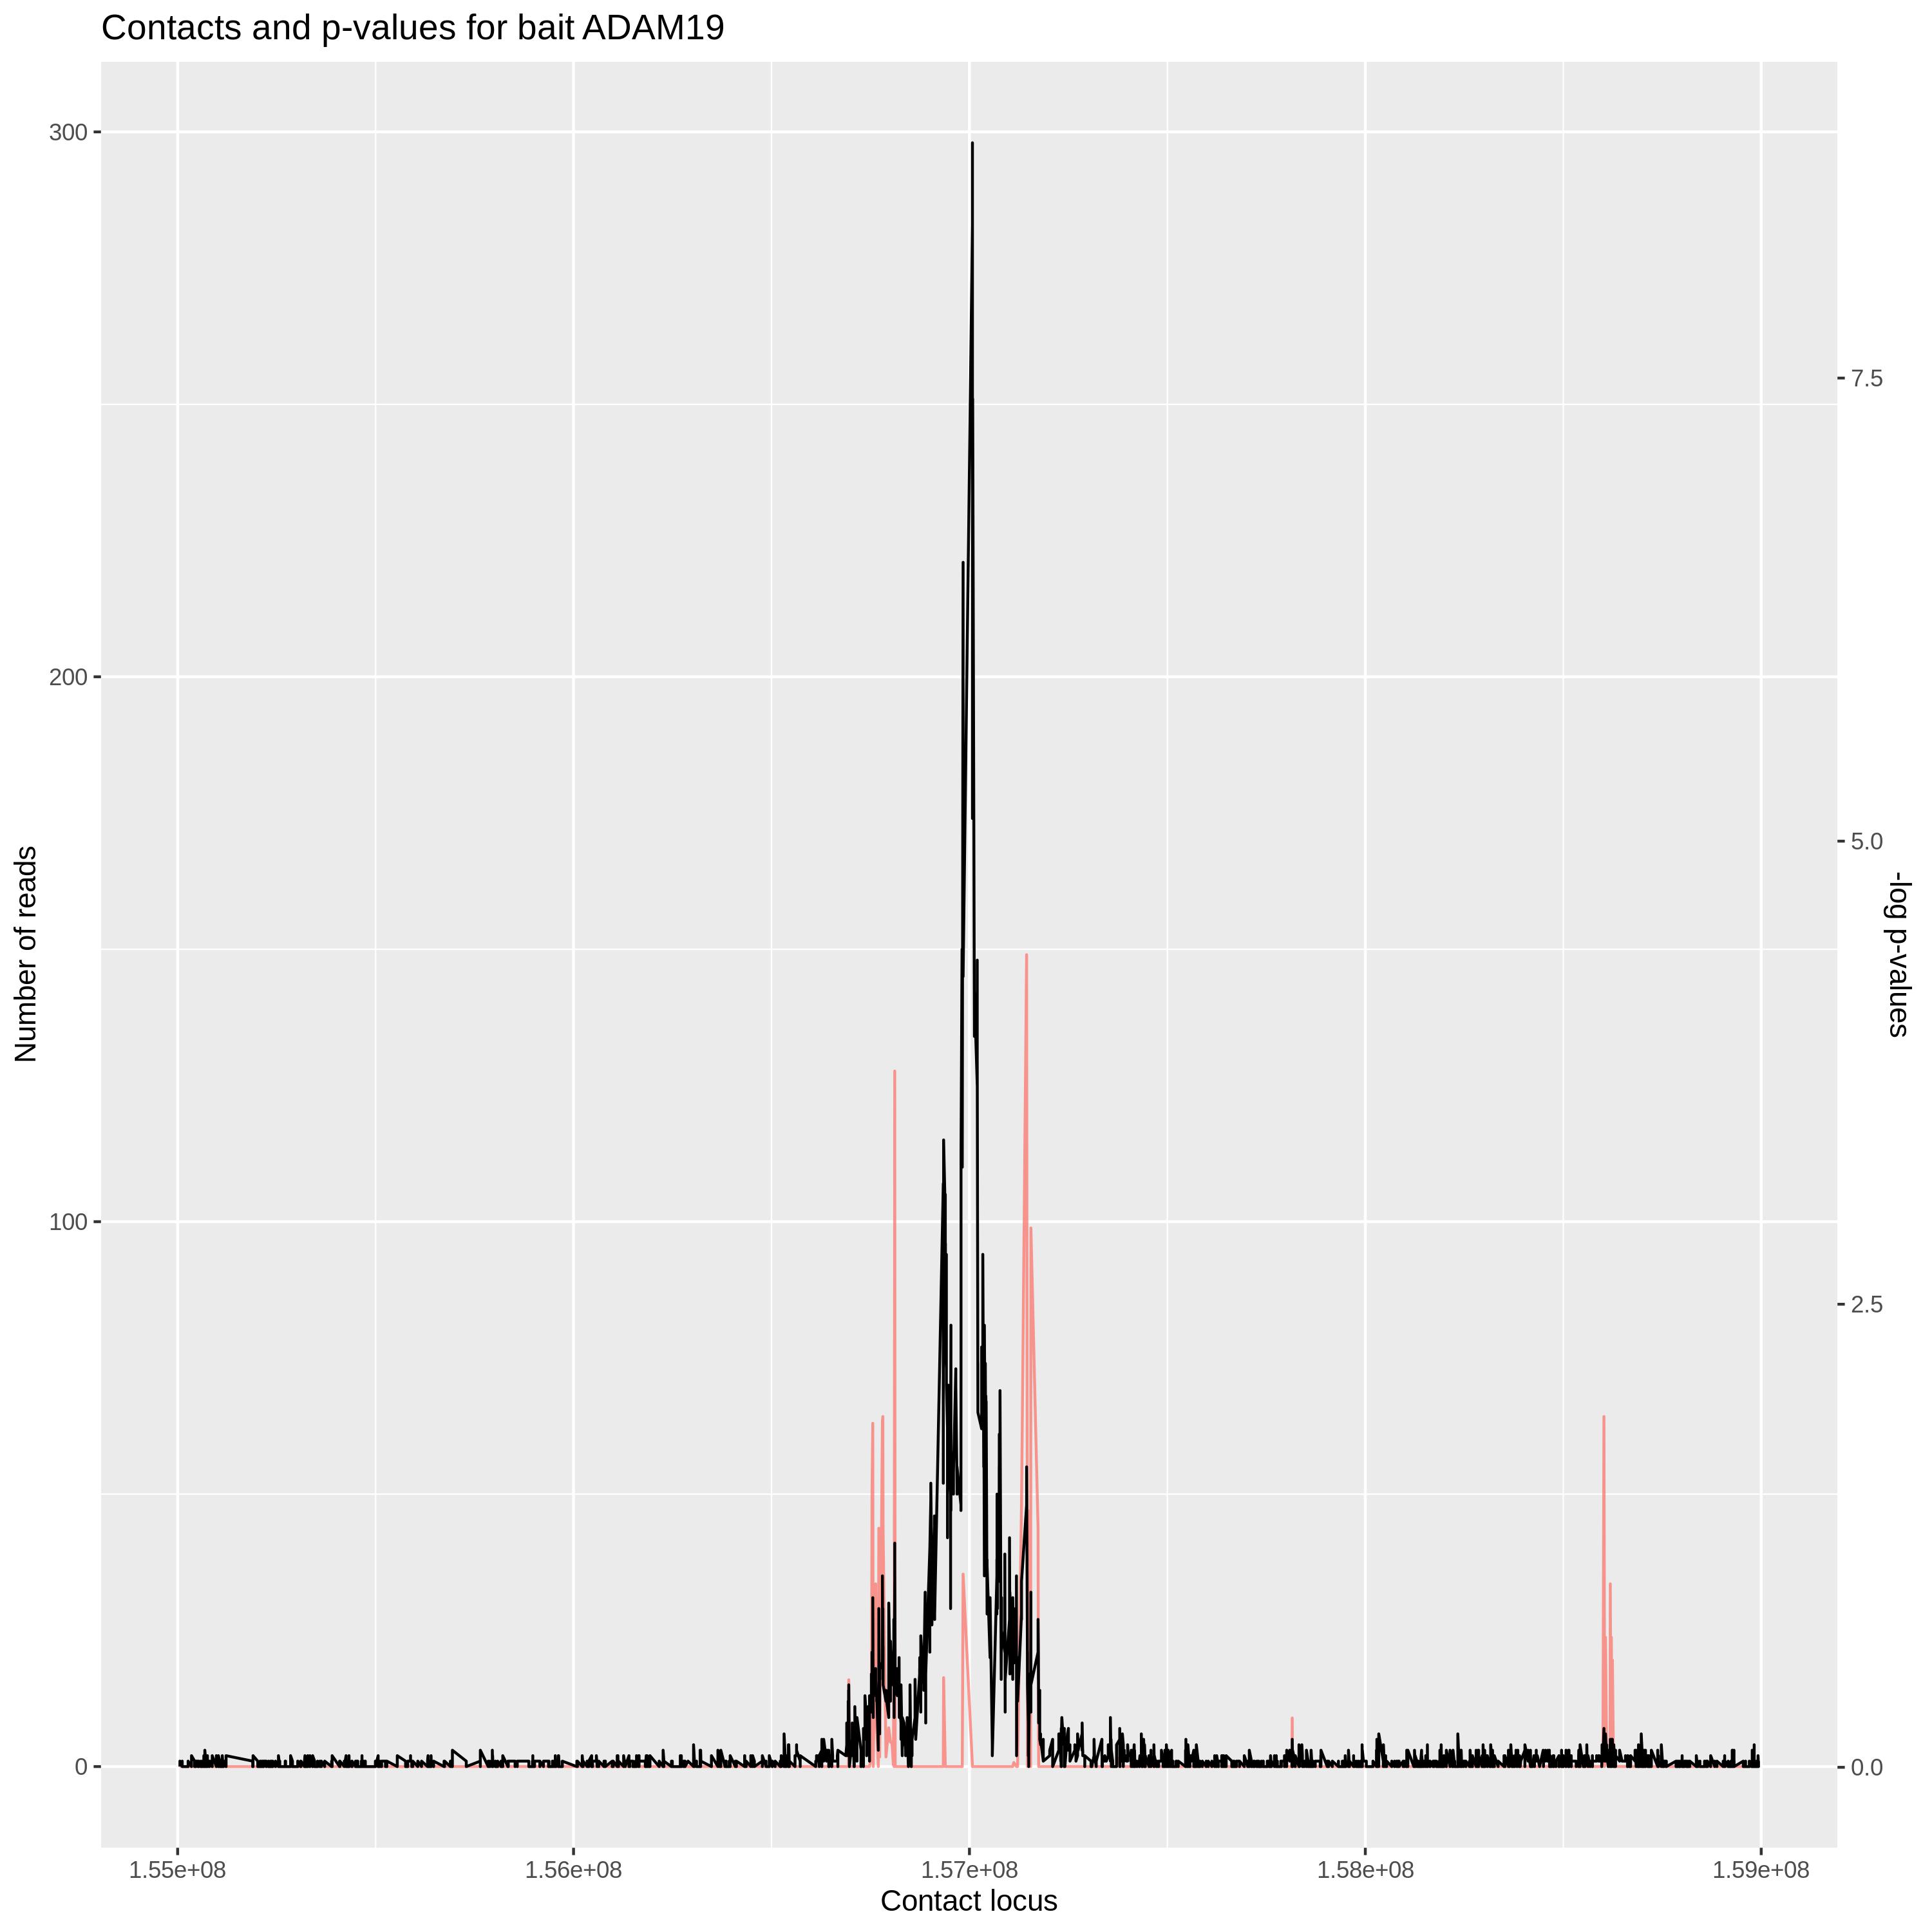 Contacts and p-values for bait ADAM19
300
200
100
0
Number of reads
7.5
5.0
2.5
0.0
-log p-values
1.55e+08
1.56e+08
1.57e+08
1.58e+08
1.59e+08
Contact locus